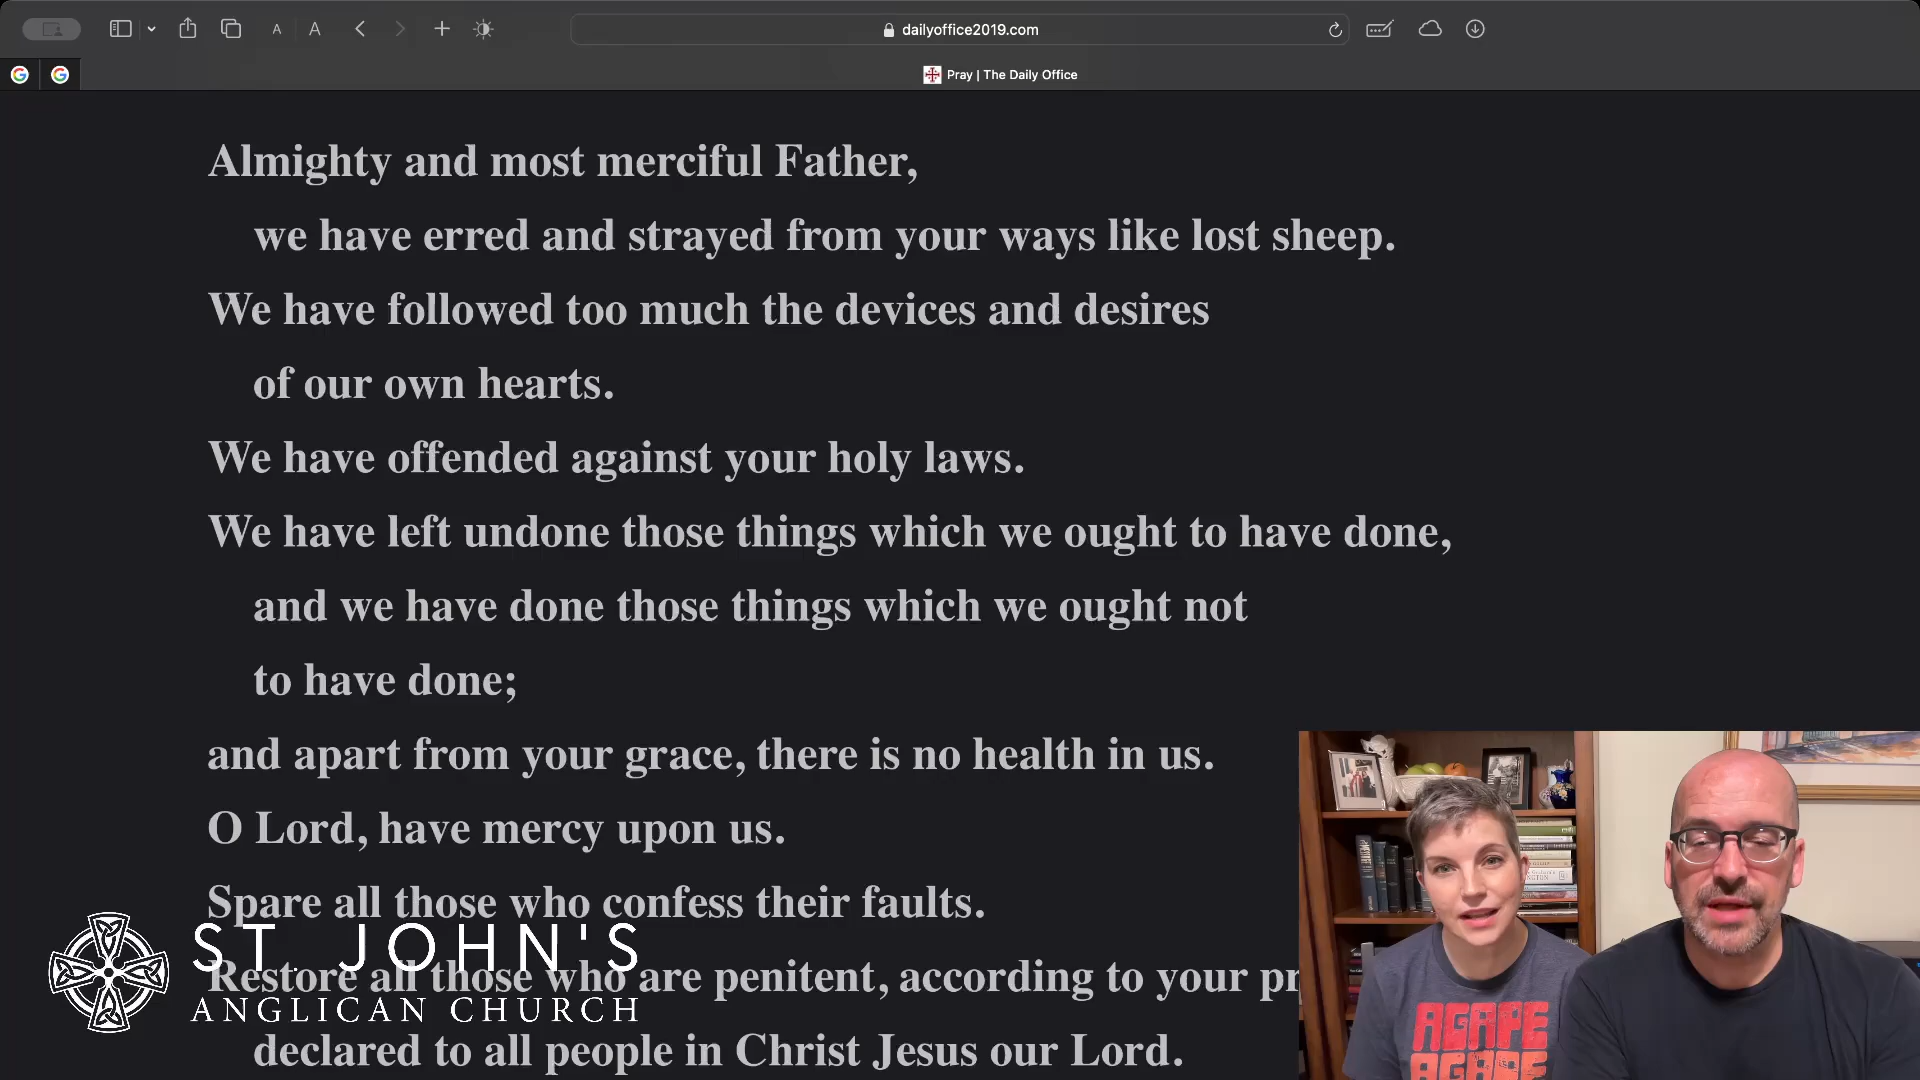 A A
dailyoffice2019.com
Pray | The Daily Office
Almighty and most merciful Father,
we have erred and strayed from your ways like lost sheep.
We have followed too much the devices and desires
of our own hearts.
We have offended against your holy laws.
We have left undone those things which we ought to have done,
and we have done those things which we ought not
to have done;
and apart from your grace, there is no health in us.
O Lord, have mercy upon us.
Spare all those who confess their faults.
Restore all those who are penitent, according to your
declared to all people in Christ Jesus our Lord.
ST. JOHN'S
ANGLICAN CHURCH
AGAPE
AGAPE